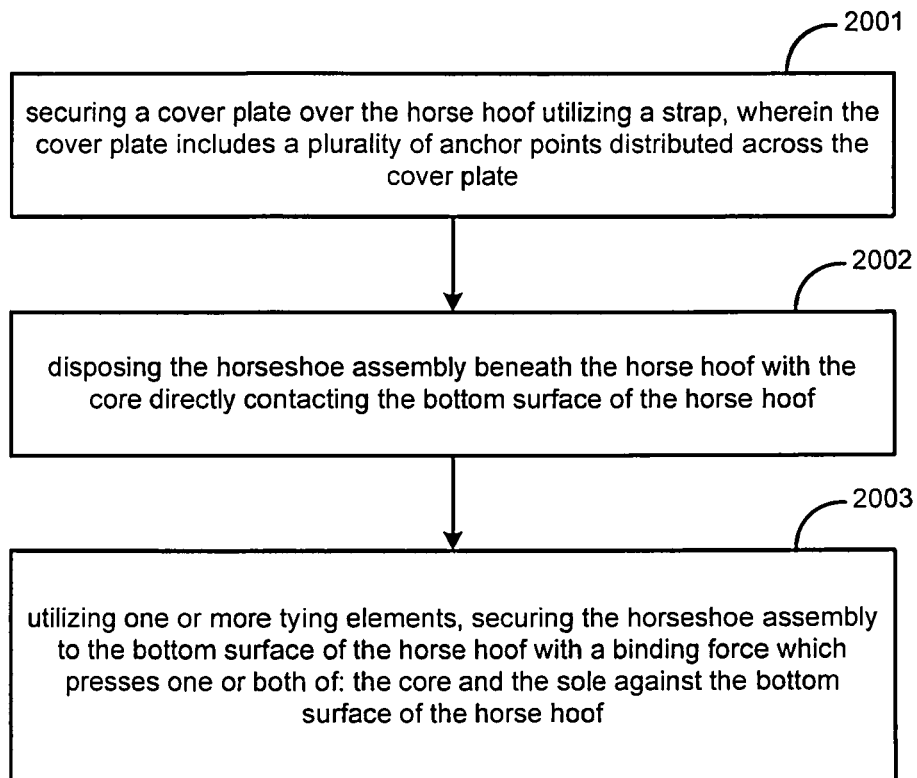 2001
securing a cover plate over the horse hoof utilizing a strap, wherein the
cover plate includes a plurality of anchor points distributed across the
cover plate
2002
disposing the horseshoe assembly beneath the horse hoof with the
core directly contacting the bottom surface of the horse hoof
2003
utilizing one or more tying elements, securing the horseshoe assembly
to the bottom surface of the horse hoof with a binding force which
presses one or both of: the core and the sole against the bottom
surface of the horse hoof